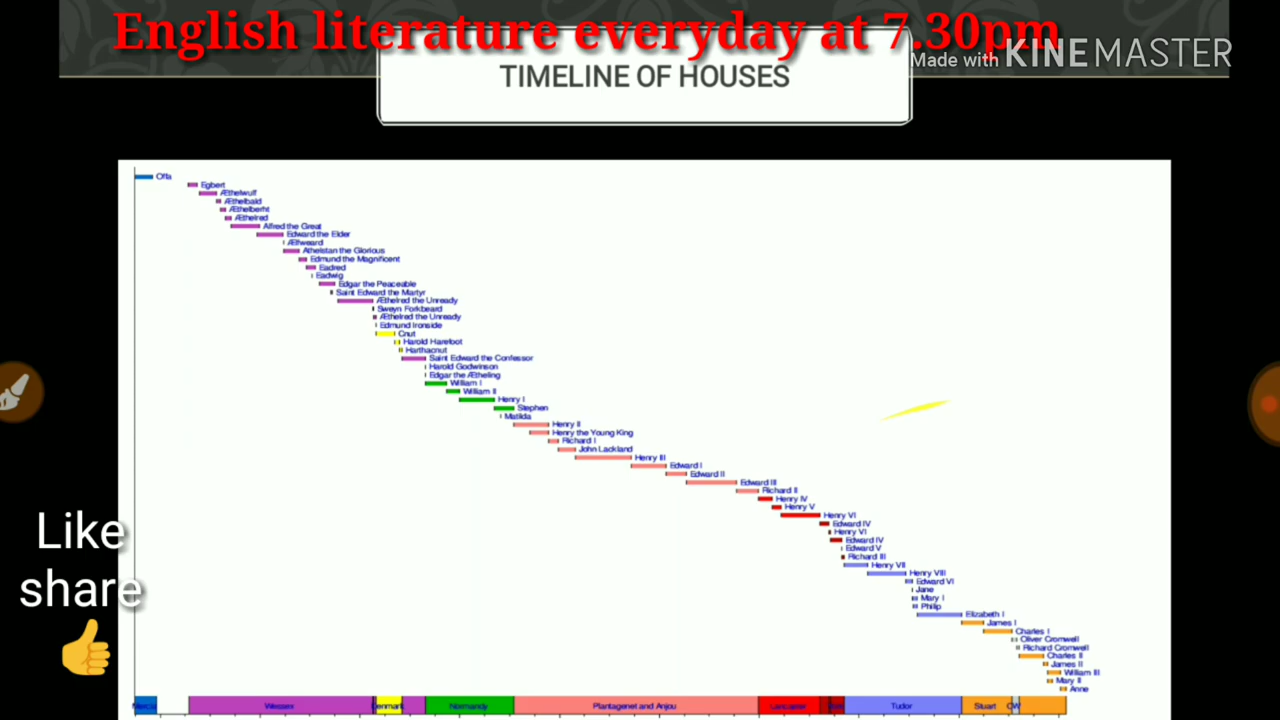 English literature everyday at 7.30pm
Made with KINEMASTER
TIMELINE OF HOUSES
Offa
Egbert
Æthelwulf
Æthelbald
Æthelberht
Æthelred
Alfred the Great
Edward the Elder
Ælfweard
Athelstan the Glorious
Edmund the Magnificent
Eadred
Eadwig
Edgar the Peaceable
Saint Edward the Martyr
Æthelred the Unready
Sweyn Forkbeard
Æthelred the Unready
Edmund Ironside
Cnut
Harold Harefoot
Harthacnut
Saint Edward the Confessor
Harold Godwinson
Edgar the Ætheling
William I
William II
Henry I
Stephen
Matilda
Henry II
Henry the Young King
Richard I
John Lackland
Henry III
Edward I
Edward II
Edward III
Richard II
Henry IV
Henry V
Henry VI
Edward IV
Henry VI
Edward IV
Edward V
Richard III
Henry VII
Henry VIII
Edward VI
Jane
Mary I
Philip
Elizabeth I
James I
Charles I
Oliver Cromwell
Richard Cromwell
Charles II
James II
William III
Mary II
Anne
Like
share
Mercia Wessex Denmark Normandy Plantagenet and Anjou Lancaster Tudor Stuart CW